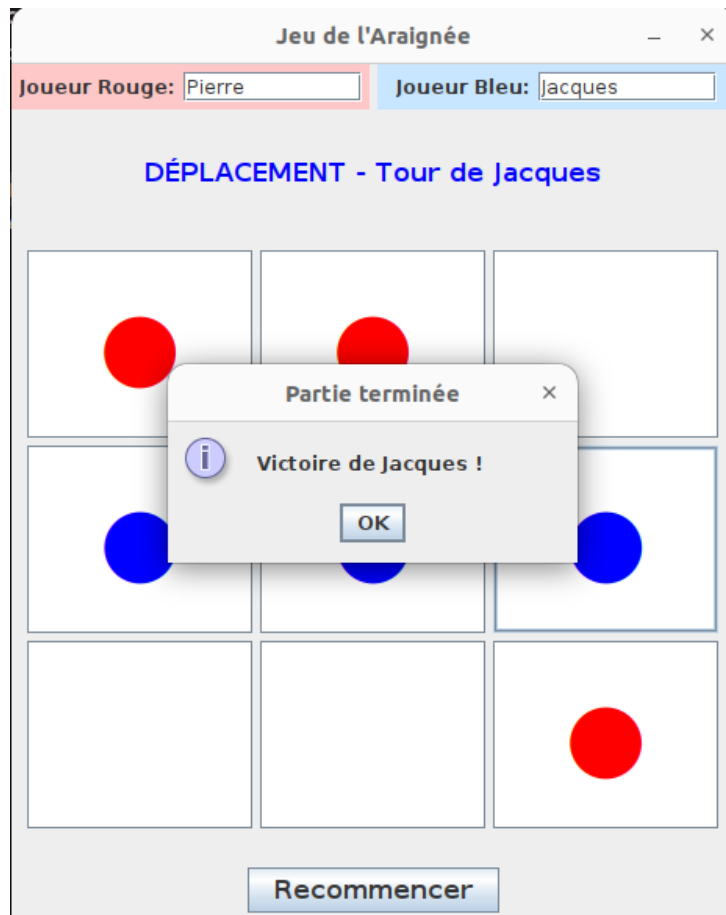 Jeu de l'Araignée
Joueur Rouge: Pierre
Joueur Bleu: Jacques
DÉPLACEMENT - Tour de Jacques
Partie terminée
Victoire de Jacques !
OK
Recommencer